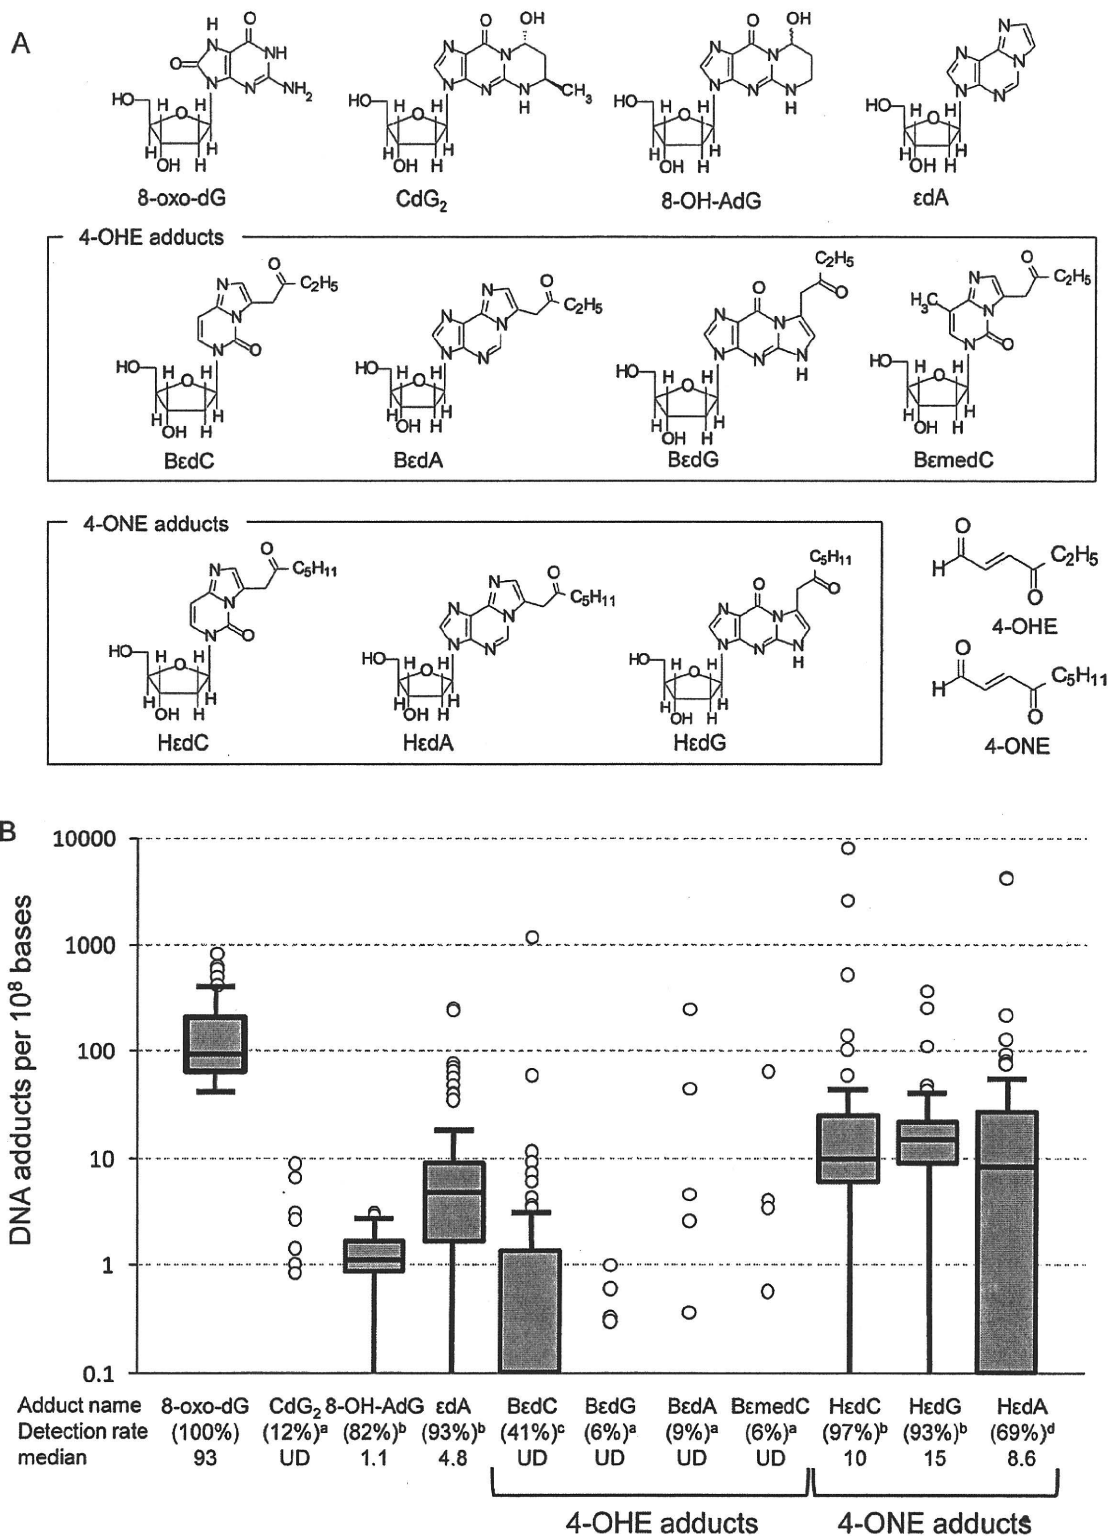 A
8-oxo-dG
CdG₂
8-OH-AdG
εdA
4-OHE adducts
BεdC
BεdA
BεdG
BεmedC
4-ONE adducts
HεdC
HεdA
HεdG
4-OHE
4-ONE
B
DNA adducts per 10⁸ bases
10000
1000
100
10
1
0.1
Adduct name 8-oxo-dG CdG₂ 8-OH-AdG εdA BεdC BεdG BεdA BεmedC HεdC HεdG HεdA
Detection rate (100%) (12%)ᵃ (82%)ᵇ (93%)ᵇ (41%)ᶜ (6%)ᵃ (9%)ᵃ (6%)ᵃ (97%)ᵇ (93%)ᵇ (69%)ᵈ
median 93 UD 1.1 4.8 UD UD UD UD 10 15 8.6
4-OHE adducts 4-ONE adducts